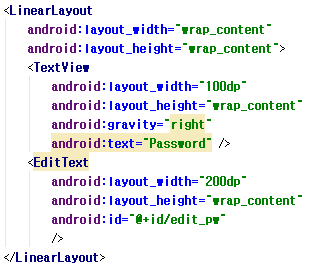 <LinearLayout
    android:layout_width="wrap_content"
    android:layout_height="wrap_content">
    <TextView
        android:layout_width="100dp"
        android:layout_height="wrap_content"
        android:gravity="right"
        android:text="Password" />
    <EditText
        android:layout_width="200dp"
        android:layout_height="wrap_content"
        android:id="@+id/edit_pw"
        />
</LinearLayout>